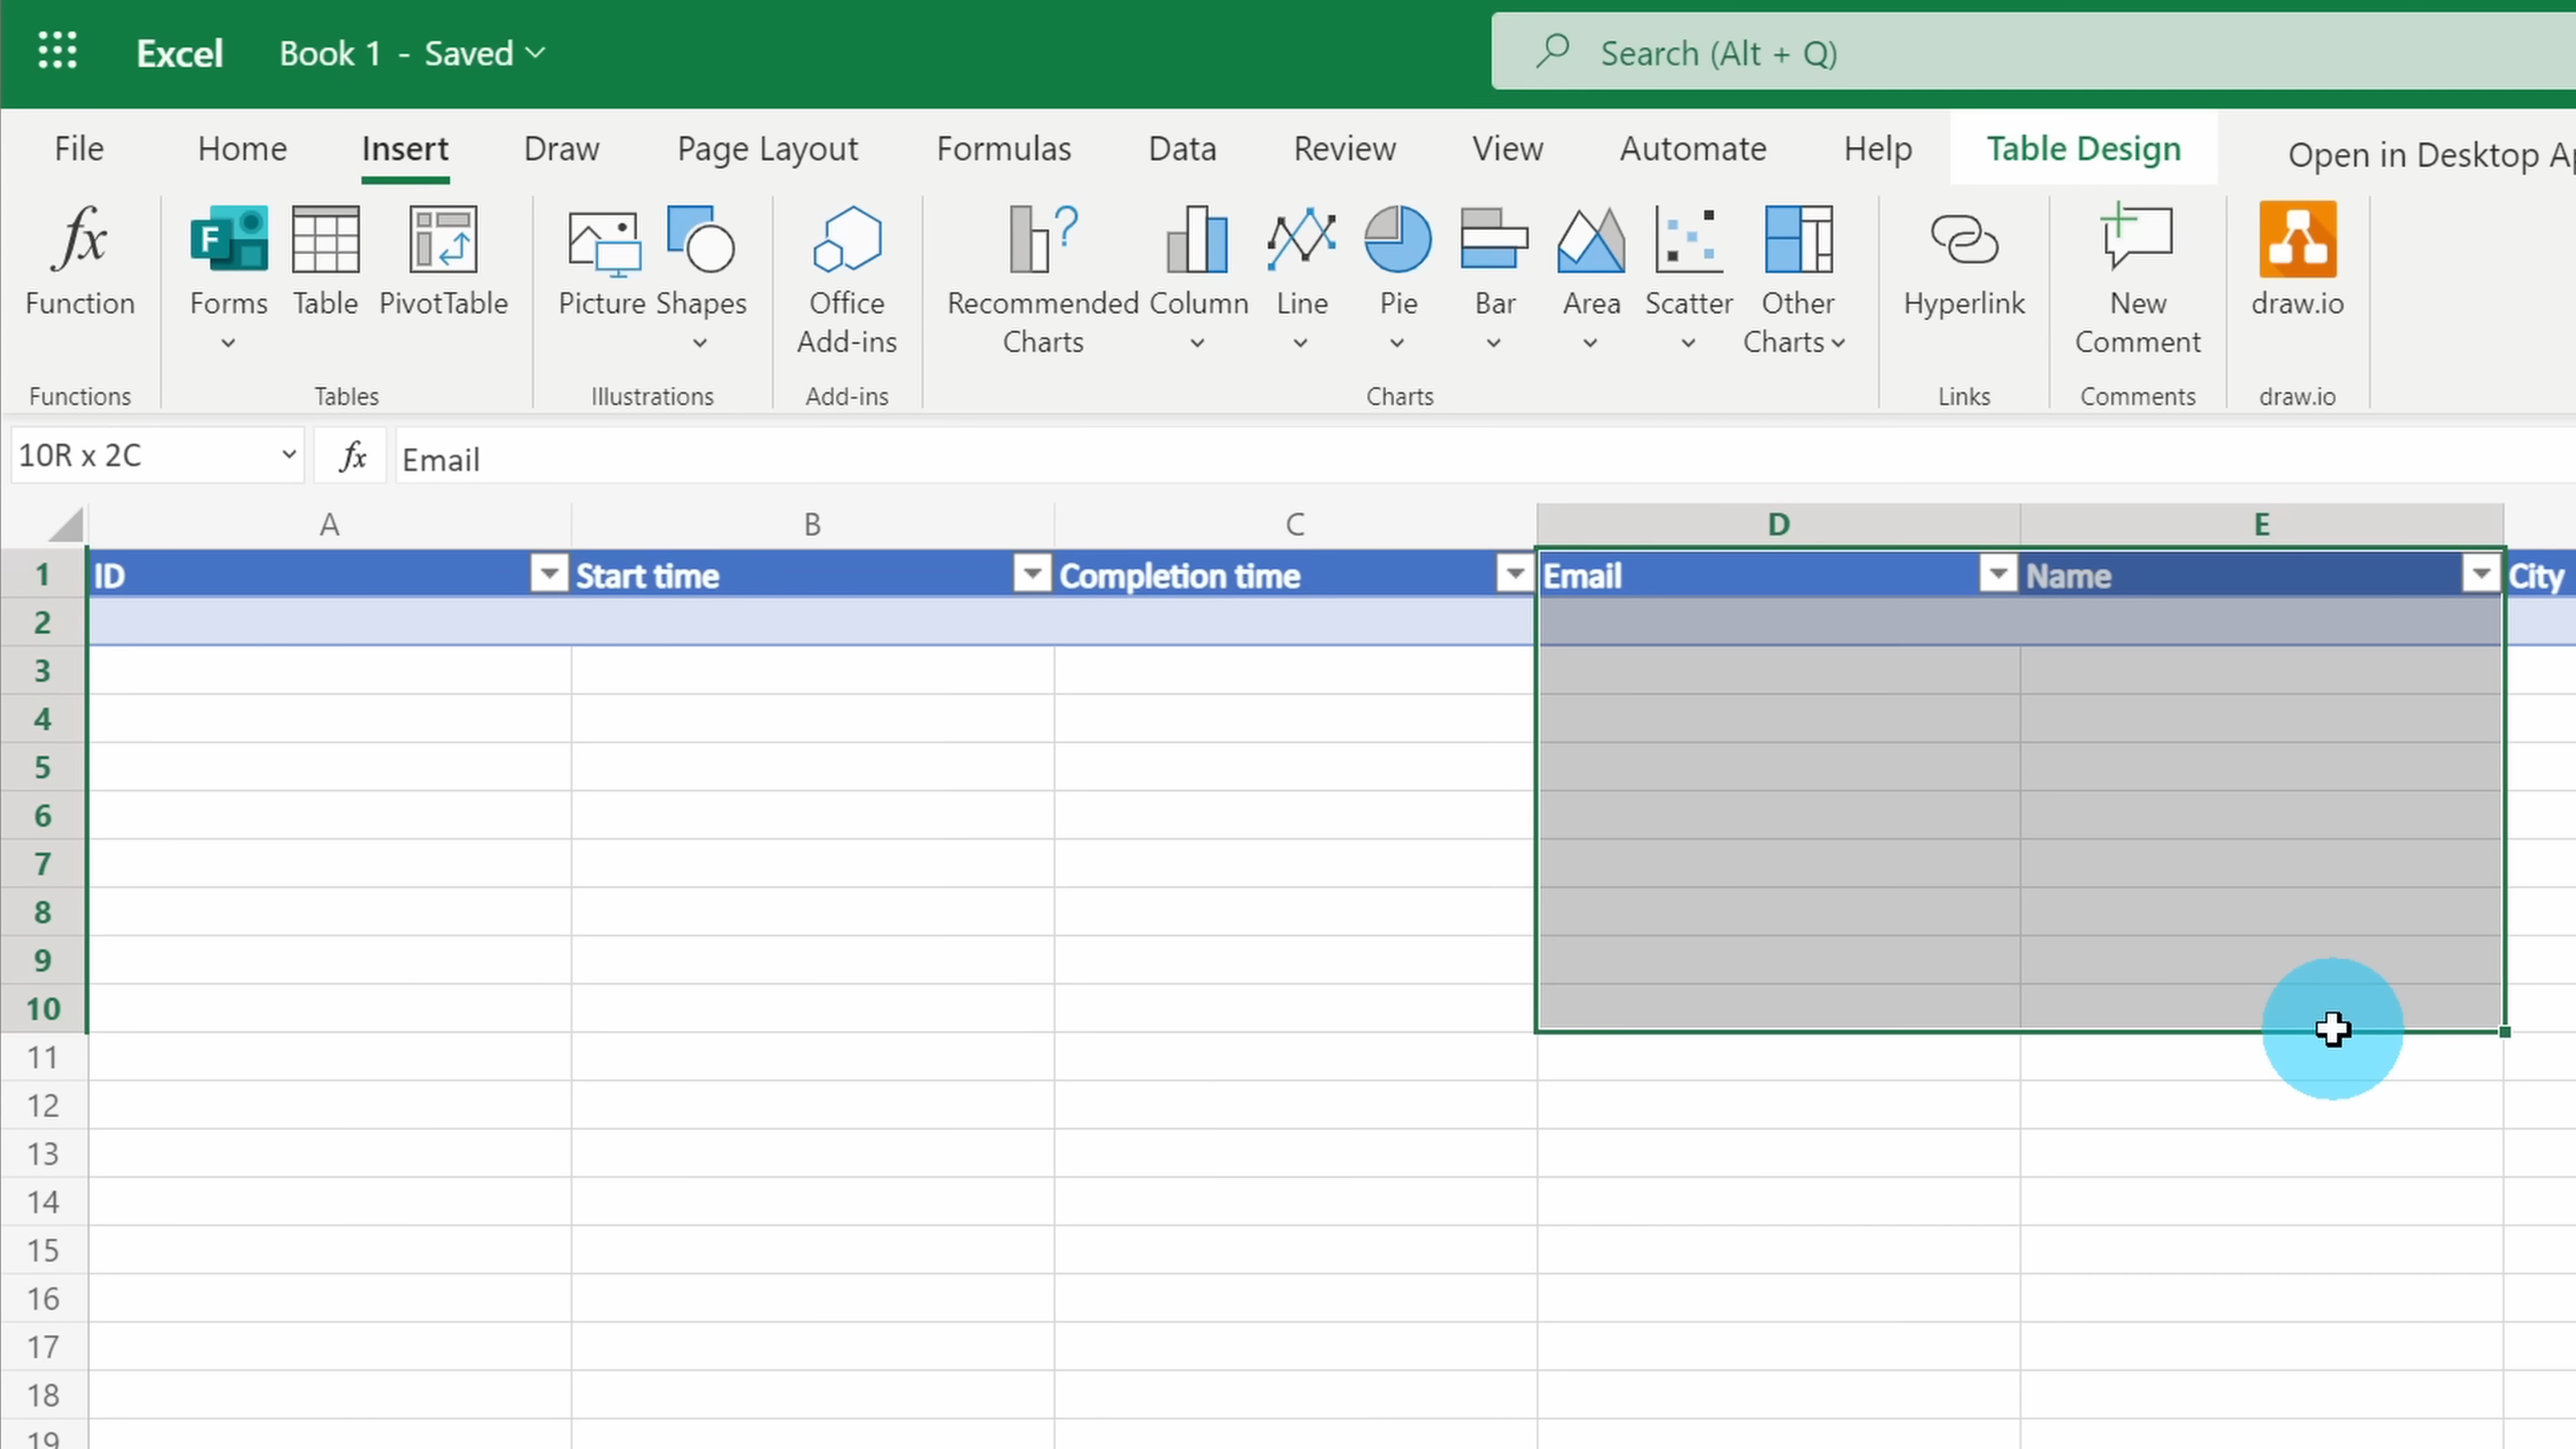 Excel Book 1 - Saved Search (Alt + Q)
File Home Insert Draw Page Layout Formulas Data Review View Automate Help Table Design Open in Desktop
fx F ?
Function Forms Table PivotTable Picture Shapes Office Add-ins Recommended Charts Column Line Pie Bar Area Scatter Other Charts Hyperlink New Comment draw.io
Functions Tables Illustrations Add-ins Charts Links Comments draw.io
10R x 2C fx Email
A B C D E
1 ID Start time Completion time Email Name City
2
3
4
5
6
7
8
9
10
11
12
13
14
15
16
17
18
19